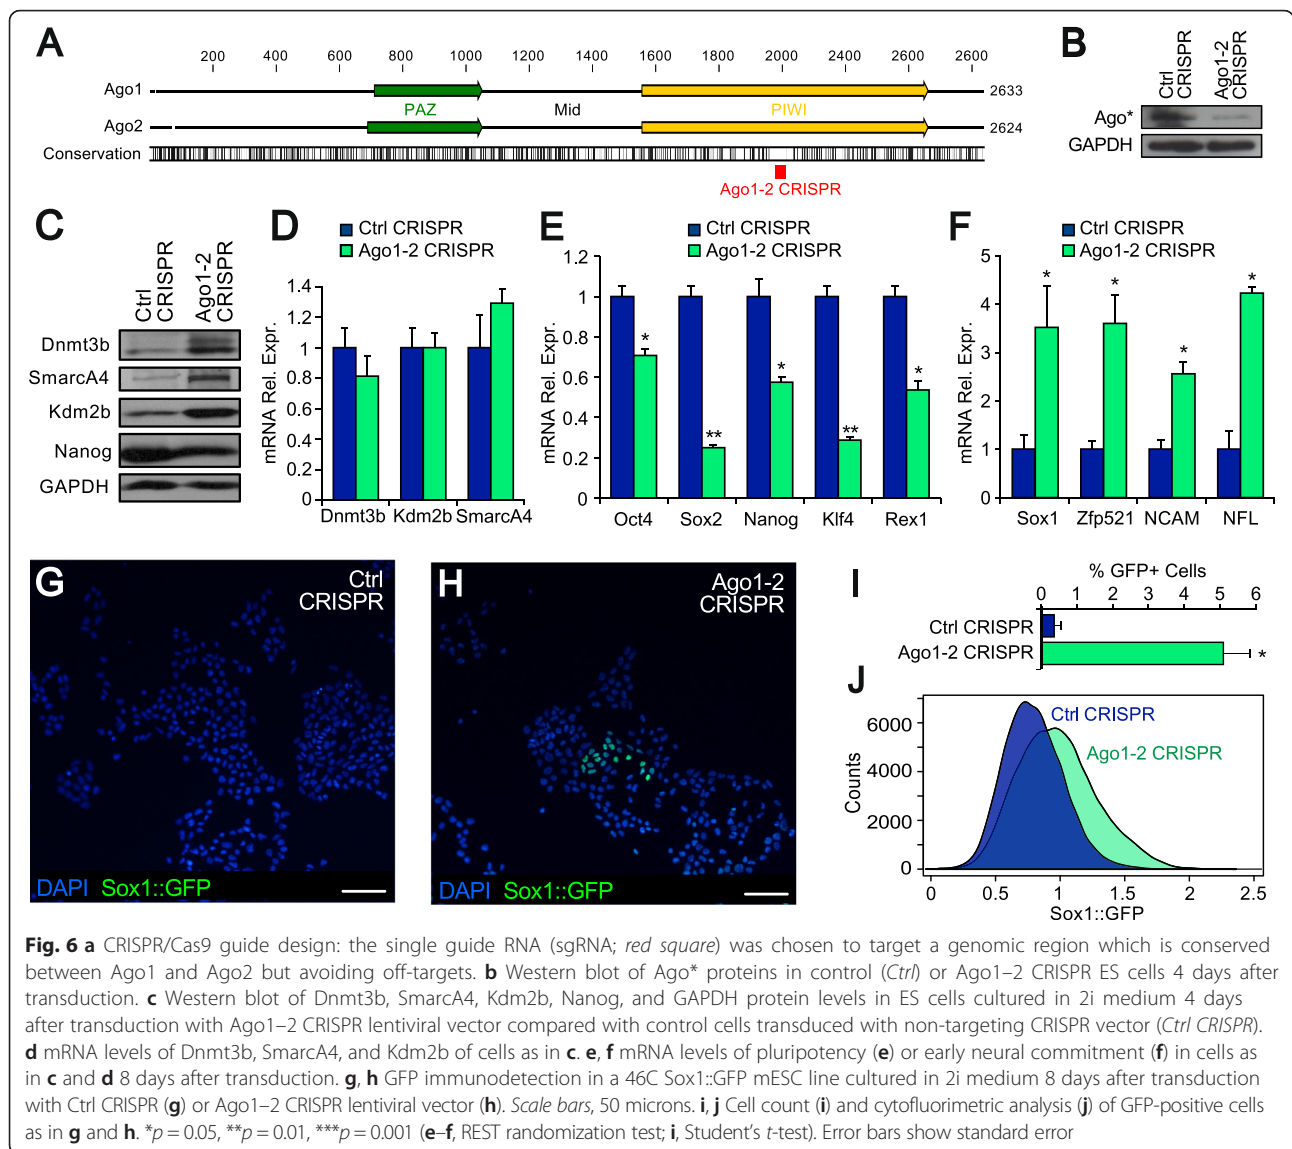 A
200 400 600 800 1000 1200 1400 1600 1800 2000 2200 2400 2600 2600
Ago1
2633
PAZ Mid PIWI
Ago2
2624
Conservation
Ago1-2 CRISPR
B
Ctrl
CRISPR
Ago1-2
CRISPR
Ago*
GAPDH
C
Ctrl
CRISPR
Ago1-2
CRISPR
Dnmt3b
SmarcA4
Kdm2b
Nanog
GAPDH
D
Ctrl CRISPR
Ago1-2 CRISPR
mRNA Rel. Expr.
1.4
1.2
1
0.8
0.6
0.4
0.2
0
Dnmt3b Kdm2b SmarcA4
E
Ctrl CRISPR
Ago1-2 CRISPR
mRNA Rel. Expr.
1.2
1
0.8
0.6
0.4
0.2
0
* ** * ** *
Oct4 Sox2 Nanog Klf4 Rex1
F
Ctrl CRISPR
Ago1-2 CRISPR
mRNA Rel. Expr.
5
4
3
2
1
0
* * * *
Sox1 Zfp521 NCAM NFL
G
Ctrl
CRISPR
DAPI Sox1::GFP
H
Ago1-2
CRISPR
DAPI Sox1::GFP
I
% GFP+ Cells
0 1 2 3 4 5 6
Ctrl CRISPR
Ago1-2 CRISPR
*
J
Ctrl CRISPR
Ago1-2 CRISPR
Counts
6000
4000
2000
0
0 0.5 1 1.5 2 2.5
Sox1::GFP
Fig. 6 a CRISPR/Cas9 guide design: the single guide RNA (sgRNA; red square) was chosen to target a genomic region which is conserved
between Ago1 and Ago2 but avoiding off-targets. b Western blot of Ago* proteins in control (Ctrl) or Ago1–2 CRISPR ES cells 4 days after
transduction. c Western blot of Dnmt3b, SmarcA4, Kdm2b, Nanog, and GAPDH protein levels in ES cells cultured in 2i medium 4 days
after transduction with Ago1–2 CRISPR lentiviral vector compared with control cells transduced with non-targeting CRISPR vector (Ctrl CRISPR).
d mRNA levels of Dnmt3b, SmarcA4, and Kdm2b of cells as in c. e, f mRNA levels of pluripotency (e) or early neural commitment (f) in cells as
in c and d 8 days after transduction. g, h GFP immunodetection in a 46C Sox1::GFP mESC line cultured in 2i medium 8 days after transduction
with Ctrl CRISPR (g) or Ago1–2 CRISPR lentiviral vector (h). Scale bars, 50 microns. i, j Cell count (i) and cytofluorimetric analysis (j) of GFP-positive cells
as in g and h. *p = 0.05, **p = 0.01, ***p = 0.001 (e–f, REST randomization test; i, Student's t-test). Error bars show standard error